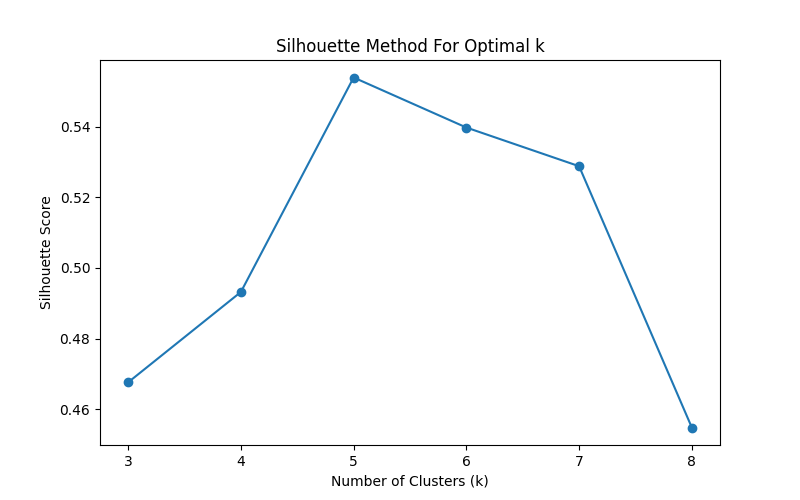 Silhouette Method For Optimal k
Silhouette Score
0.54
0.52
0.50
0.48
0.46
3 4 5 6 7 8
Number of Clusters (k)